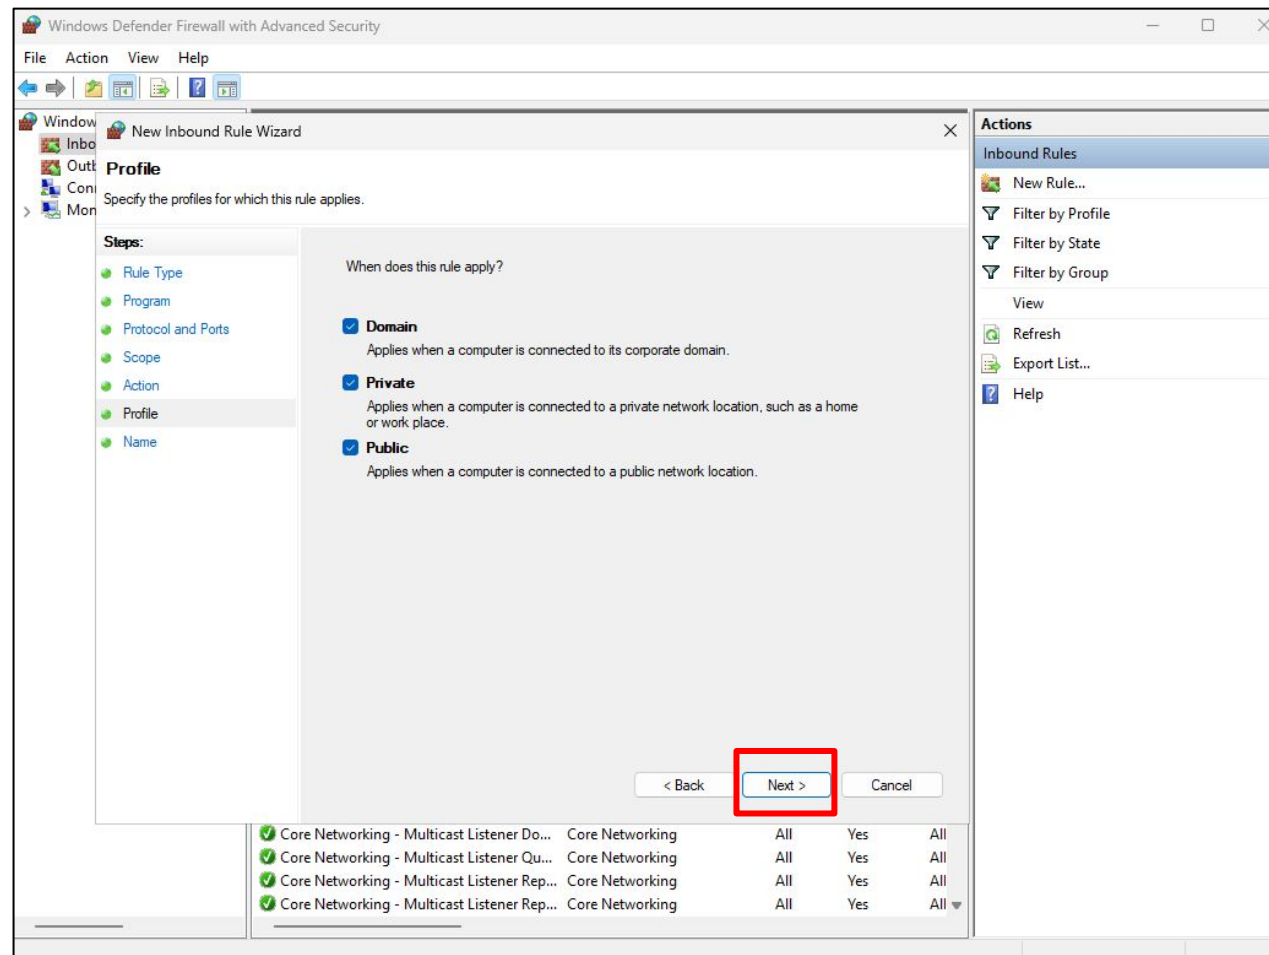 Windows Defender Firewall with Advanced Security
File Action View Help
Window
Inbo
Outb
Con
Mon
New Inbound Rule Wizard
Profile
Specify the profiles for which this rule applies.
Steps:
Rule Type
Program
Protocol and Ports
Scope
Action
Profile
Name
When does this rule apply?
Domain
Applies when a computer is connected to its corporate domain.
Private
Applies when a computer is connected to a private network location, such as a home
or work place.
Public
Applies when a computer is connected to a public network location.
< Back Next > Cancel
Core Networking - Multicast Listener Do... Core Networking All Yes All
Core Networking - Multicast Listener Qu... Core Networking All Yes All
Core Networking - Multicast Listener Rep... Core Networking All Yes All
Core Networking - Multicast Listener Rep... Core Networking All Yes All
Actions
Inbound Rules
New Rule...
Filter by Profile
Filter by State
Filter by Group
View
Refresh
Export List...
Help